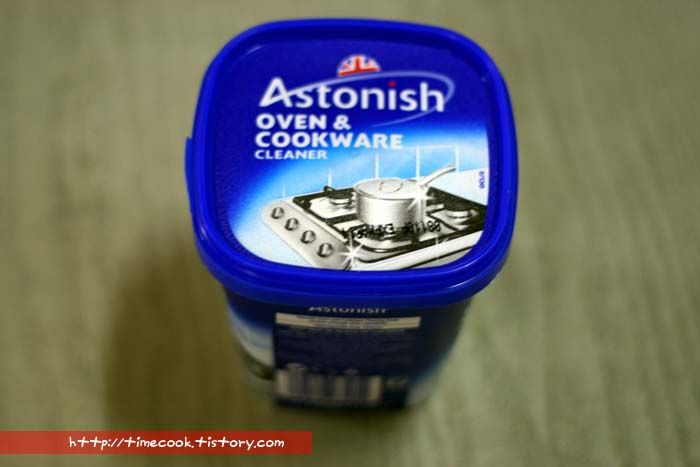 Astonish
OVEN &
COOKWARE
CLEANER
Astonish
http://timecook.tistory.com